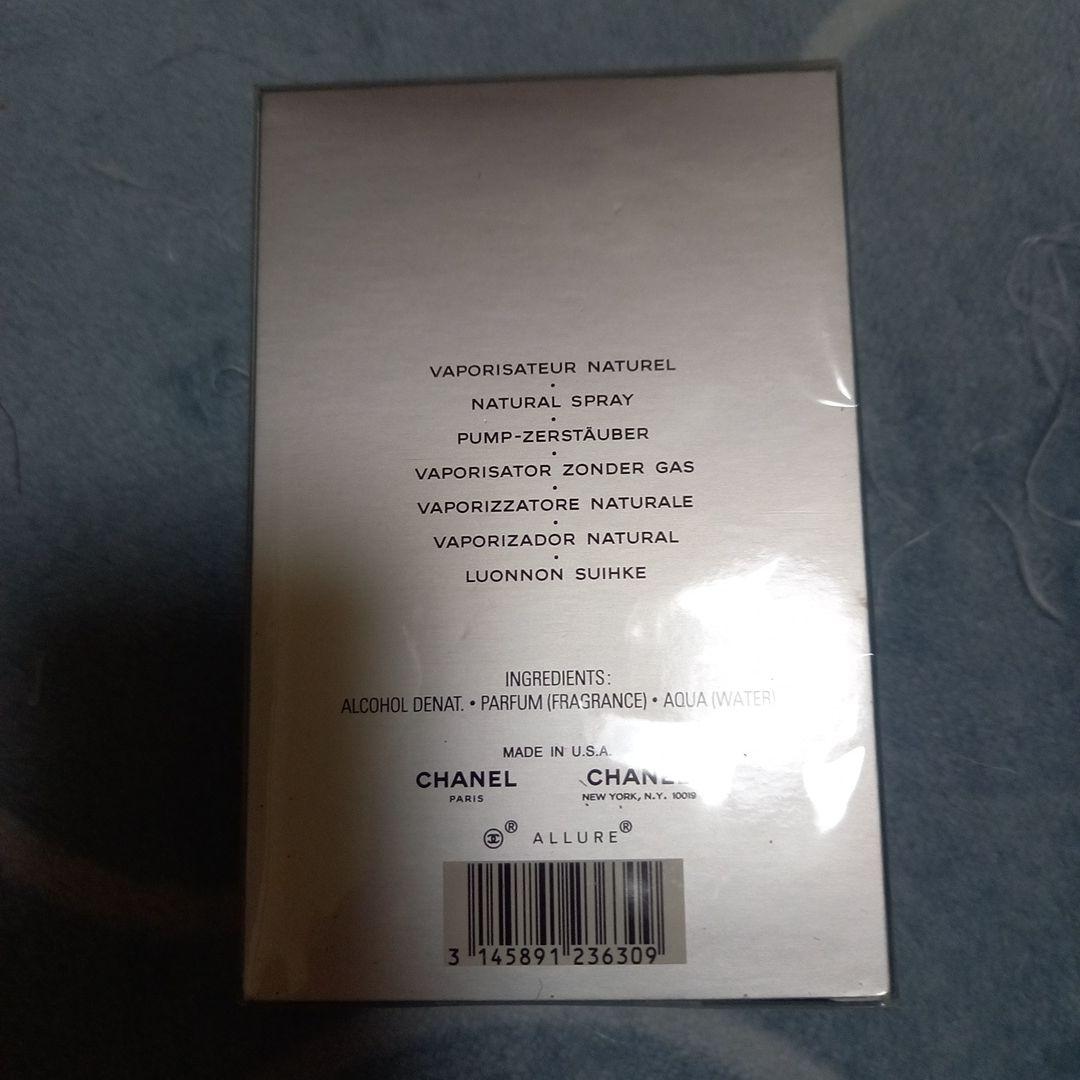 VAPORISATEUR NATUREL
•
NATURAL SPRAY
•
PUMP-ZERSTÄUBER
•
VAPORISATOR ZONDER GAS
•
VAPORIZZATORE NATURALE
•
VAPORIZADOR NATURAL
•
LUONNON SUIHKE
INGREDIENTS:
ALCOHOL DENAT. • PARFUM (FRAGRANCE) • AQUA (WATER)
MADE IN U.S.A.
CHANEL CHANEL
PARIS NEW YORK, N.Y. 10019
® ALLURE®
3 145891 236309